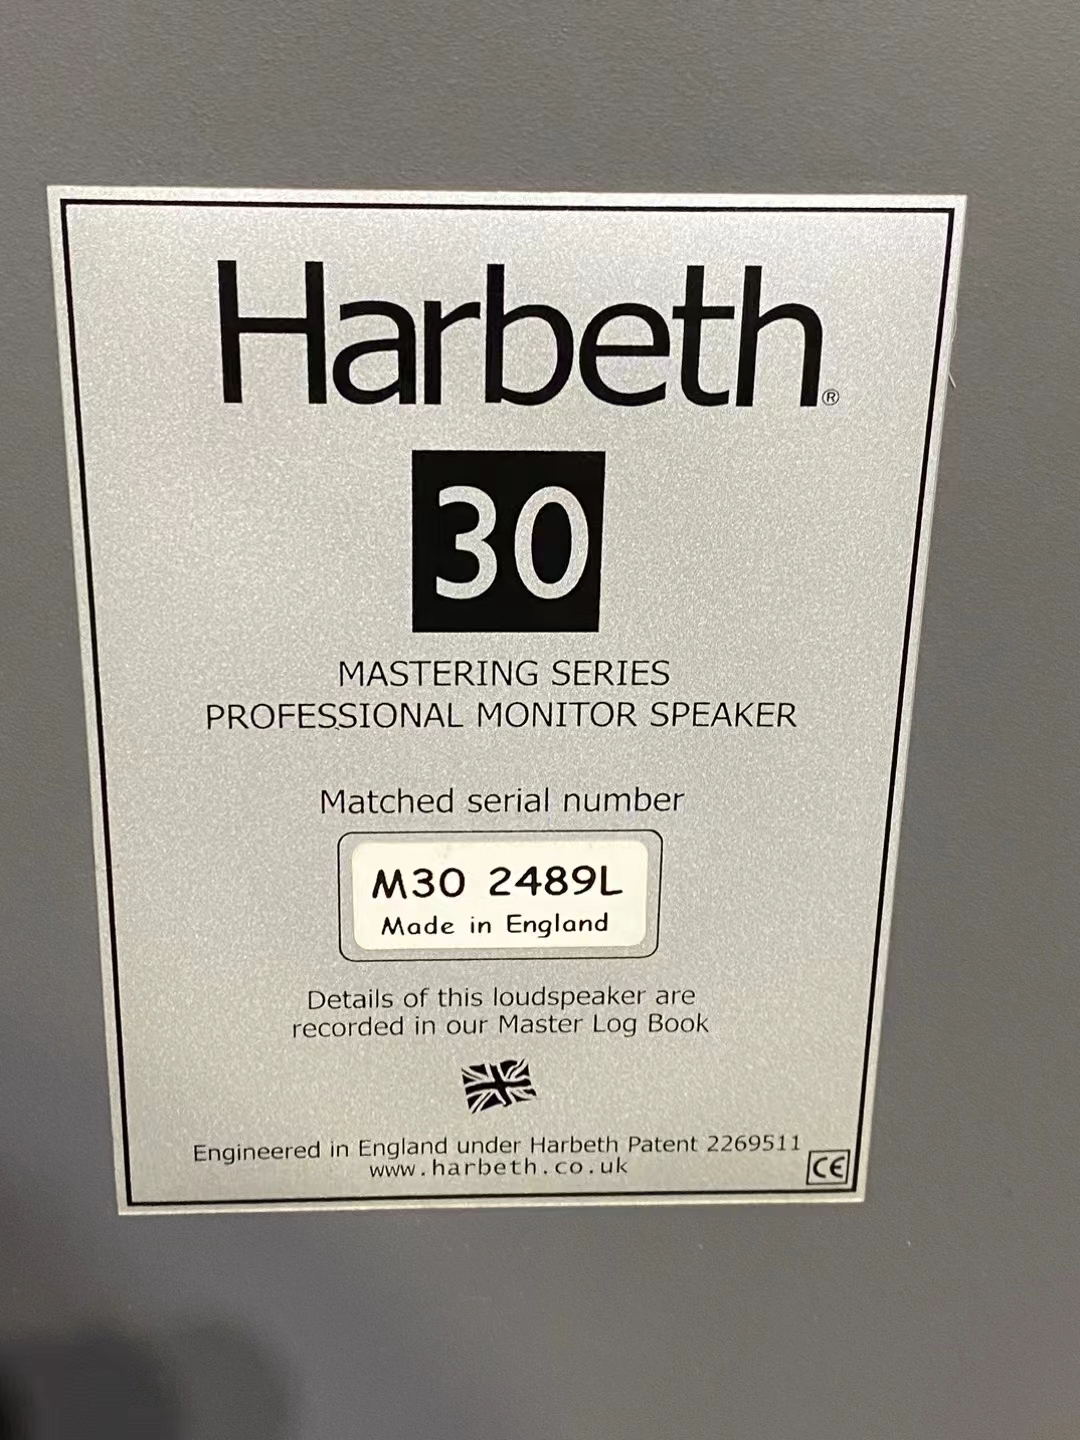 Harbeth®
30
MASTERING SERIES
PROFESSIONAL MONITOR SPEAKER
Matched serial number
M30 2489L
Made in England
Details of this loudspeaker are
recorded in our Master Log Book
Engineered in England under Harbeth Patent 2269511
www.harbeth.co.uk
CE